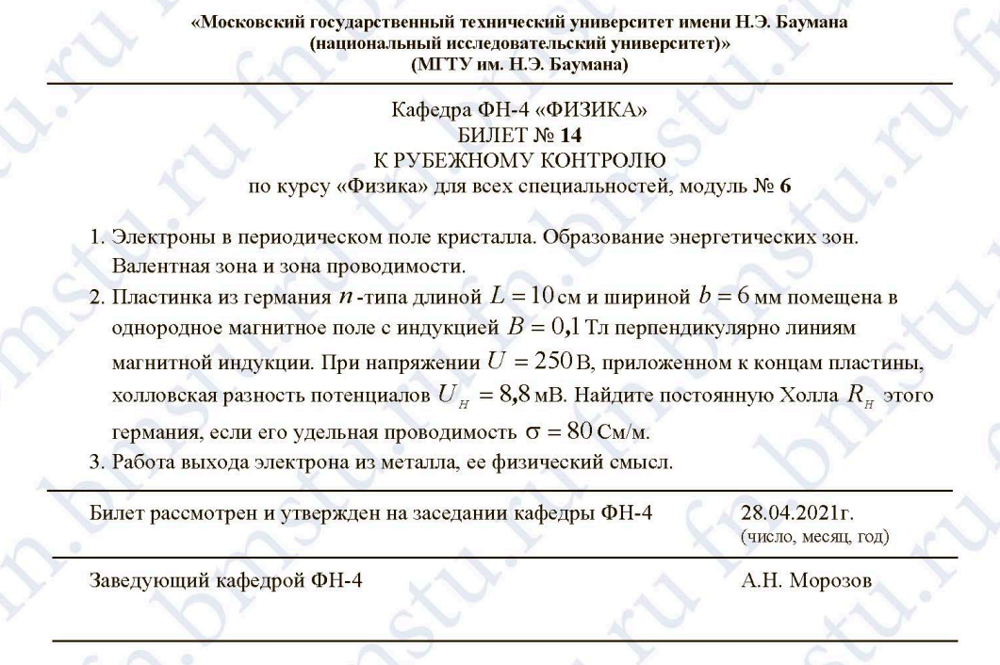 «Московский государственный технический университет имени Н.Э. Баумана
(национальный исследовательский университет)»
(МГТУ им. Н.Э. Баумана)
Кафедра ФН-4 «ФИЗИКА»
БИЛЕТ № 14
К РУБЕЖНОМУ КОНТРОЛЮ
по курсу «Физика» для всех специальностей, модуль № 6
1. Электроны в периодическом поле кристалла. Образование энергетических зон.
Валентная зона и зона проводимости.
2. Пластинка из германия n-типа длиной L = 10 см и шириной b = 6 мм помещена в
однородное магнитное поле с индукцией B = 0,1 Тл перпендикулярно линиям
магнитной индукции. При напряжении U = 250 В, приложенном к концам пластины,
холловская разность потенциалов U_H = 8,8 мВ. Найдите постоянную Холла R_H этого
германия, если его удельная проводимость σ = 80 См/м.
3. Работа выхода электрона из металла, ее физический смысл.
Билет рассмотрен и утвержден на заседании кафедры ФН-4 28.04.2021г.
(число, месяц, год)
Заведующий кафедрой ФН-4 А.Н. Морозов
fn.bmstu.ru